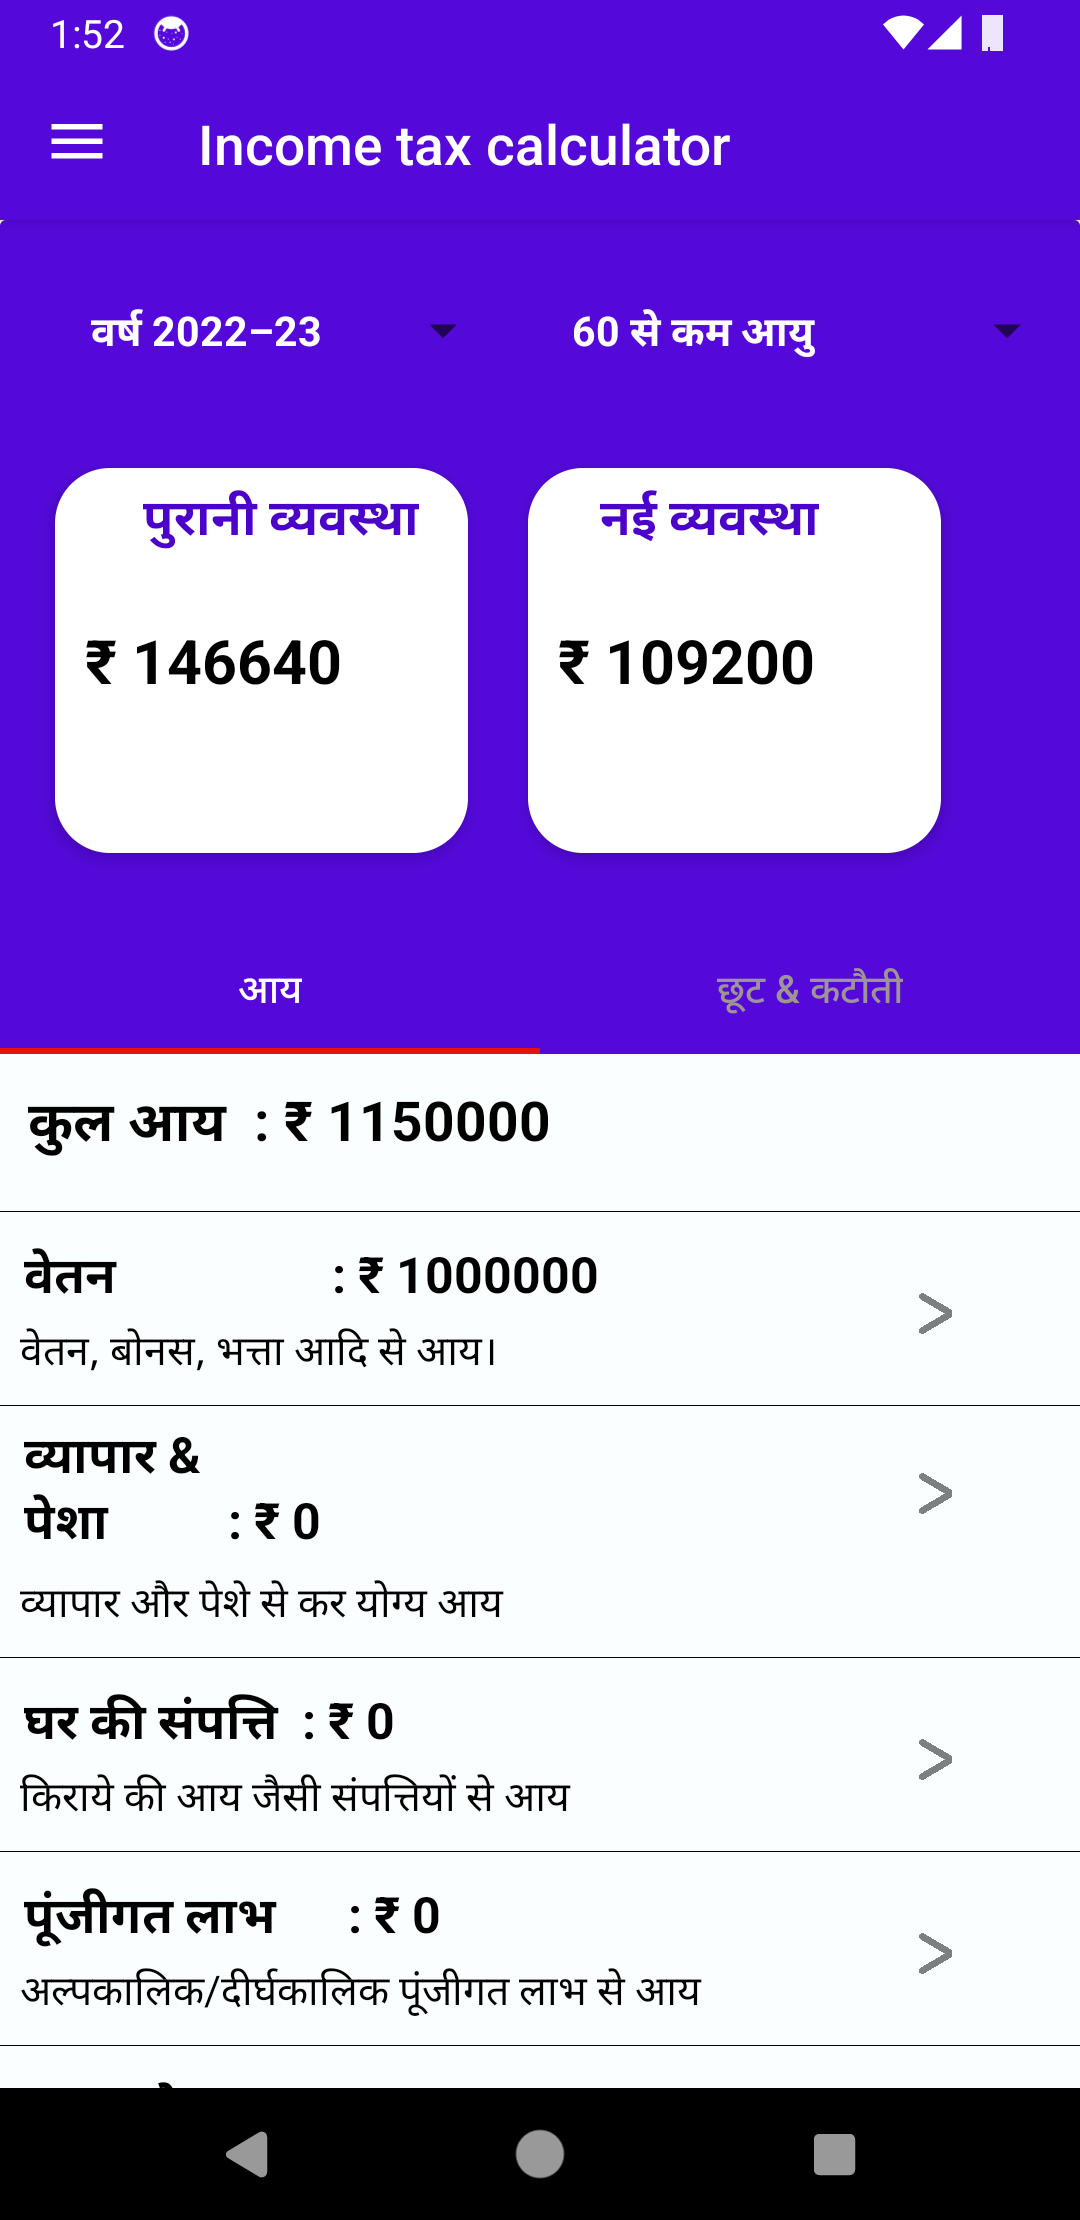 1:52
Income tax calculator
वर्ष 2022–23
60 से कम आयु
पुरानी व्यवस्था
नई व्यवस्था
₹ 146640
₹ 109200
आय
छूट & कटौती
कुल आय : ₹ 1150000
वेतन : ₹ 1000000
>
वेतन, बोनस, भत्ता आदि से आय।
व्यापार &
पेशा : ₹ 0
>
व्यापार और पेशे से कर योग्य आय
घर की संपत्ति : ₹ 0
>
किराये की आय जैसी संपत्तियों से आय
पूंजीगत लाभ : ₹ 0
>
अल्पकालिक/दीर्घकालिक पूंजीगत लाभ से आय